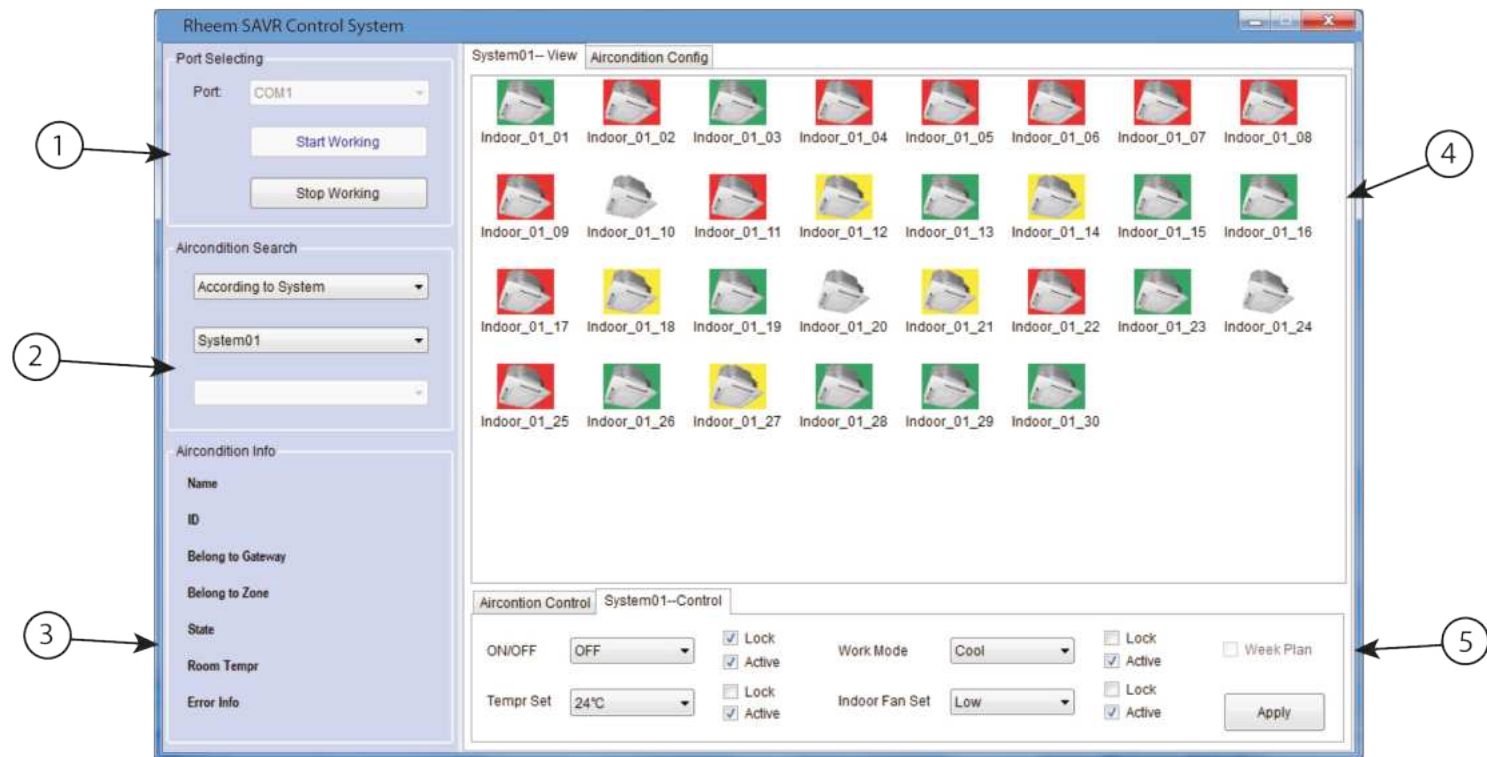 Rheem SAVR Control System
Port Selecting
Port: COM1
Start Working
Stop Working
Aircondition Search
According to System
System01
Aircondition Info
Name
ID
Belong to Gateway
Belong to Zone
State
Room Tempr
Error Info
System01-- View Aircondition Config
Indoor_01_01 Indoor_01_02 Indoor_01_03 Indoor_01_04 Indoor_01_05 Indoor_01_06 Indoor_01_07 Indoor_01_08
Indoor_01_09 Indoor_01_10 Indoor_01_11 Indoor_01_12 Indoor_01_13 Indoor_01_14 Indoor_01_15 Indoor_01_16
Indoor_01_17 Indoor_01_18 Indoor_01_19 Indoor_01_20 Indoor_01_21 Indoor_01_22 Indoor_01_23 Indoor_01_24
Indoor_01_25 Indoor_01_26 Indoor_01_27 Indoor_01_28 Indoor_01_29 Indoor_01_30
Aircontion Control System01--Control
ON/OFF OFF Lock Active Work Mode Cool Lock Active Week Plan
Tempr Set 24℃ Lock Active Indoor Fan Set Low Lock Active Apply
1
2
3
4
5